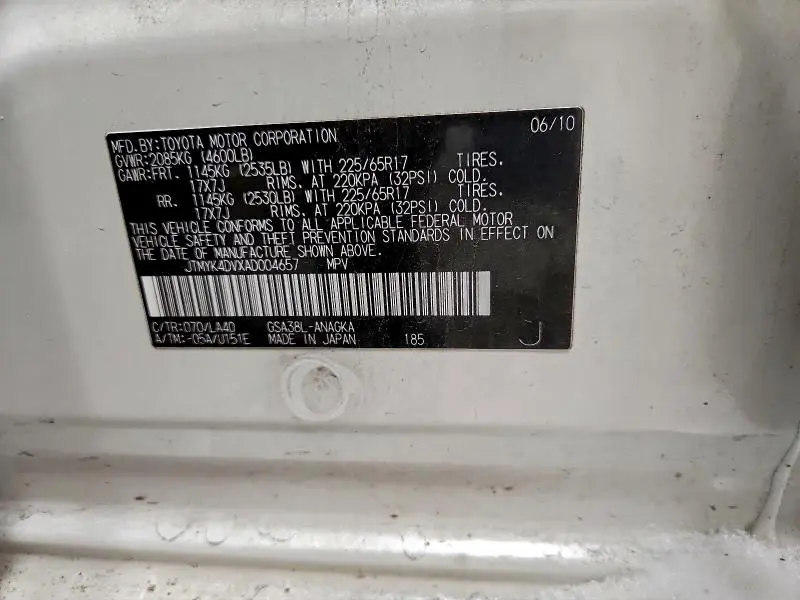 MFD.BY:TOYOTA MOTOR CORPORATION 06/10
GVWR:2085KG (4600LB)
GAWR:FRT. 1145KG (2535LB) WITH 225/65R17 TIRES.
17X7J RIMS. AT 220KPA (32PSI) COLD.
RR. 1145KG (2530LB) WITH 225/65R17 TIRES.
17X7J RIMS. AT 220KPA (32PSI) COLD.
THIS VEHICLE CONFORMS TO ALL APPLICABLE FEDERAL MOTOR
VEHICLE SAFETY AND THEFT PREVENTION STANDARDS IN EFFECT ON
THE DATE OF MANUFACTURE SHOWN ABOVE.
JTMYK4DVXAD004657 MPV
C/TR:070/LA40 GSA38L-ANAGKA
A/TM:-05A/U151E MADE IN JAPAN 185 J